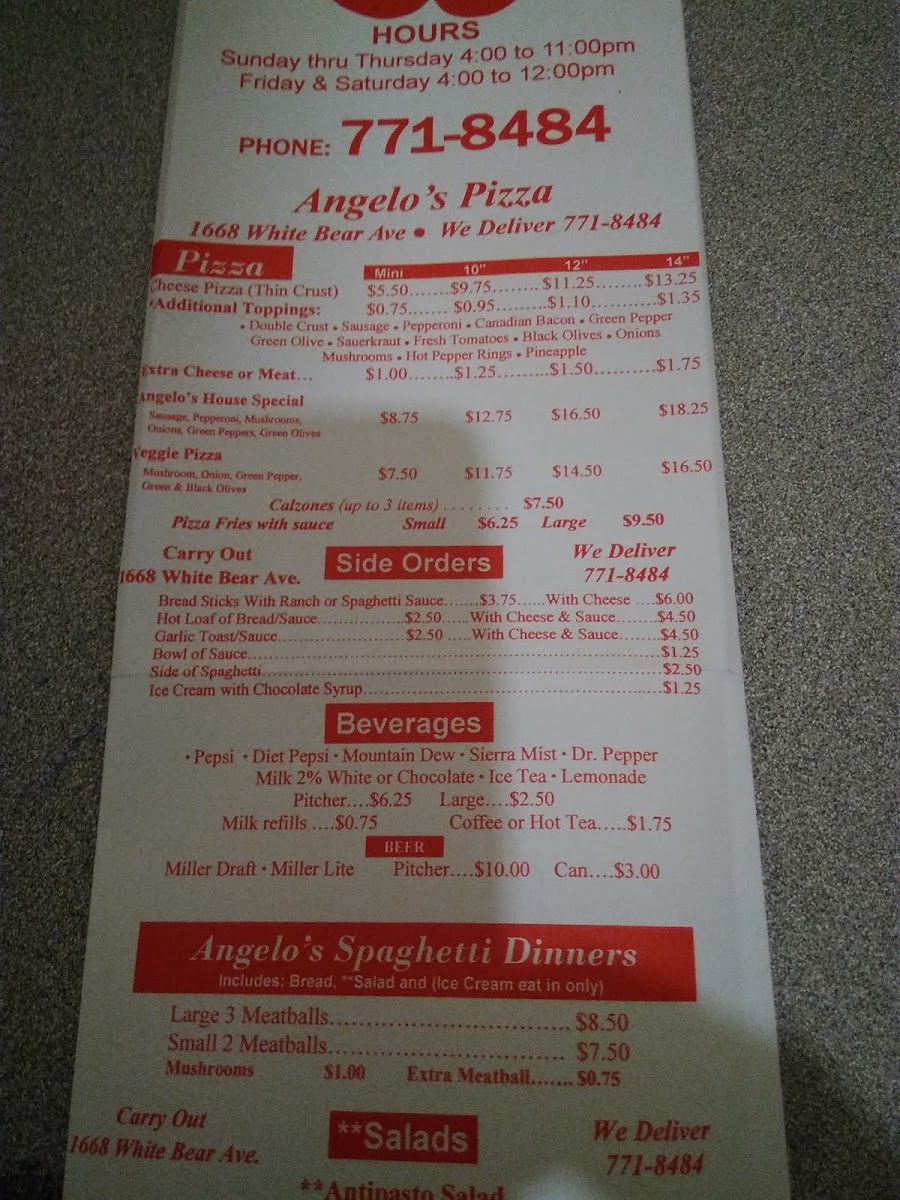 HOURS
Sunday thru Thursday 4:00 to 11:00pm
Friday & Saturday 4:00 to 12:00pm
PHONE: 771-8484
Angelo's Pizza
1668 White Bear Ave • We Deliver 771-8484
Pizza Mini 10" 12" 14"
Cheese Pizza (Thin Crust) $5.50.......$9.75........$11.25........$13.25
•Additional Toppings: $0.75....... $0.95.........$1.10...........$1.35
• Double Crust • Sausage • Pepperoni • Canadian Bacon • Green Pepper
Green Olive • Sauerkraut • Fresh Tomatoes • Black Olives • Onions
Mushrooms • Hot Pepper Rings • Pineapple
Extra Cheese or Meat... $1.00........$1.25.........$1.50..........$1.75
Angelo's House Special
Sausage, Pepperoni, Mushrooms, $8.75 $12.75 $16.50 $18.25
Onions, Green Peppers, Green Olives
Veggie Pizza
Mushroom, Onion, Green Pepper, $7.50 $11.75 $14.50 $16.50
Green & Black Olives
Calzones (up to 3 items) . . . . . . . . $7.50
Pizza Fries with sauce Small $6.25 Large $9.50
Carry Out Side Orders We Deliver
1668 White Bear Ave. 771-8484
Bread Sticks With Ranch or Spaghetti Sauce.......$3.75......With Cheese ....$6.00
Hot Loaf of Bread/Sauce.................$2.50.....With Cheese & Sauce........$4.50
Garlic Toast/Sauce..........................$2.50 .....With Cheese & Sauce........$4.50
Bowl of Sauce..........................................................................$1.25
Side of Spaghetti.......................................................................$2.50
Ice Cream with Chocolate Syrup.....................................................$1.25
Beverages
• Pepsi • Diet Pepsi • Mountain Dew • Sierra Mist • Dr. Pepper
Milk 2% White or Chocolate • Ice Tea • Lemonade
Pitcher....$6.25 Large....$2.50
Milk refills ....$0.75 Coffee or Hot Tea.....$1.75
BEER
Miller Draft • Miller Lite Pitcher....$10.00 Can....$3.00
Angelo's Spaghetti Dinners
Includes: Bread, **Salad and (Ice Cream eat in only)
Large 3 Meatballs................................ $8.50
Small 2 Meatballs................................ $7.50
Mushrooms $1.00 Extra Meatball....... $0.75
Carry Out **Salads We Deliver
1668 White Bear Ave. 771-8484
**Antipasto Salad